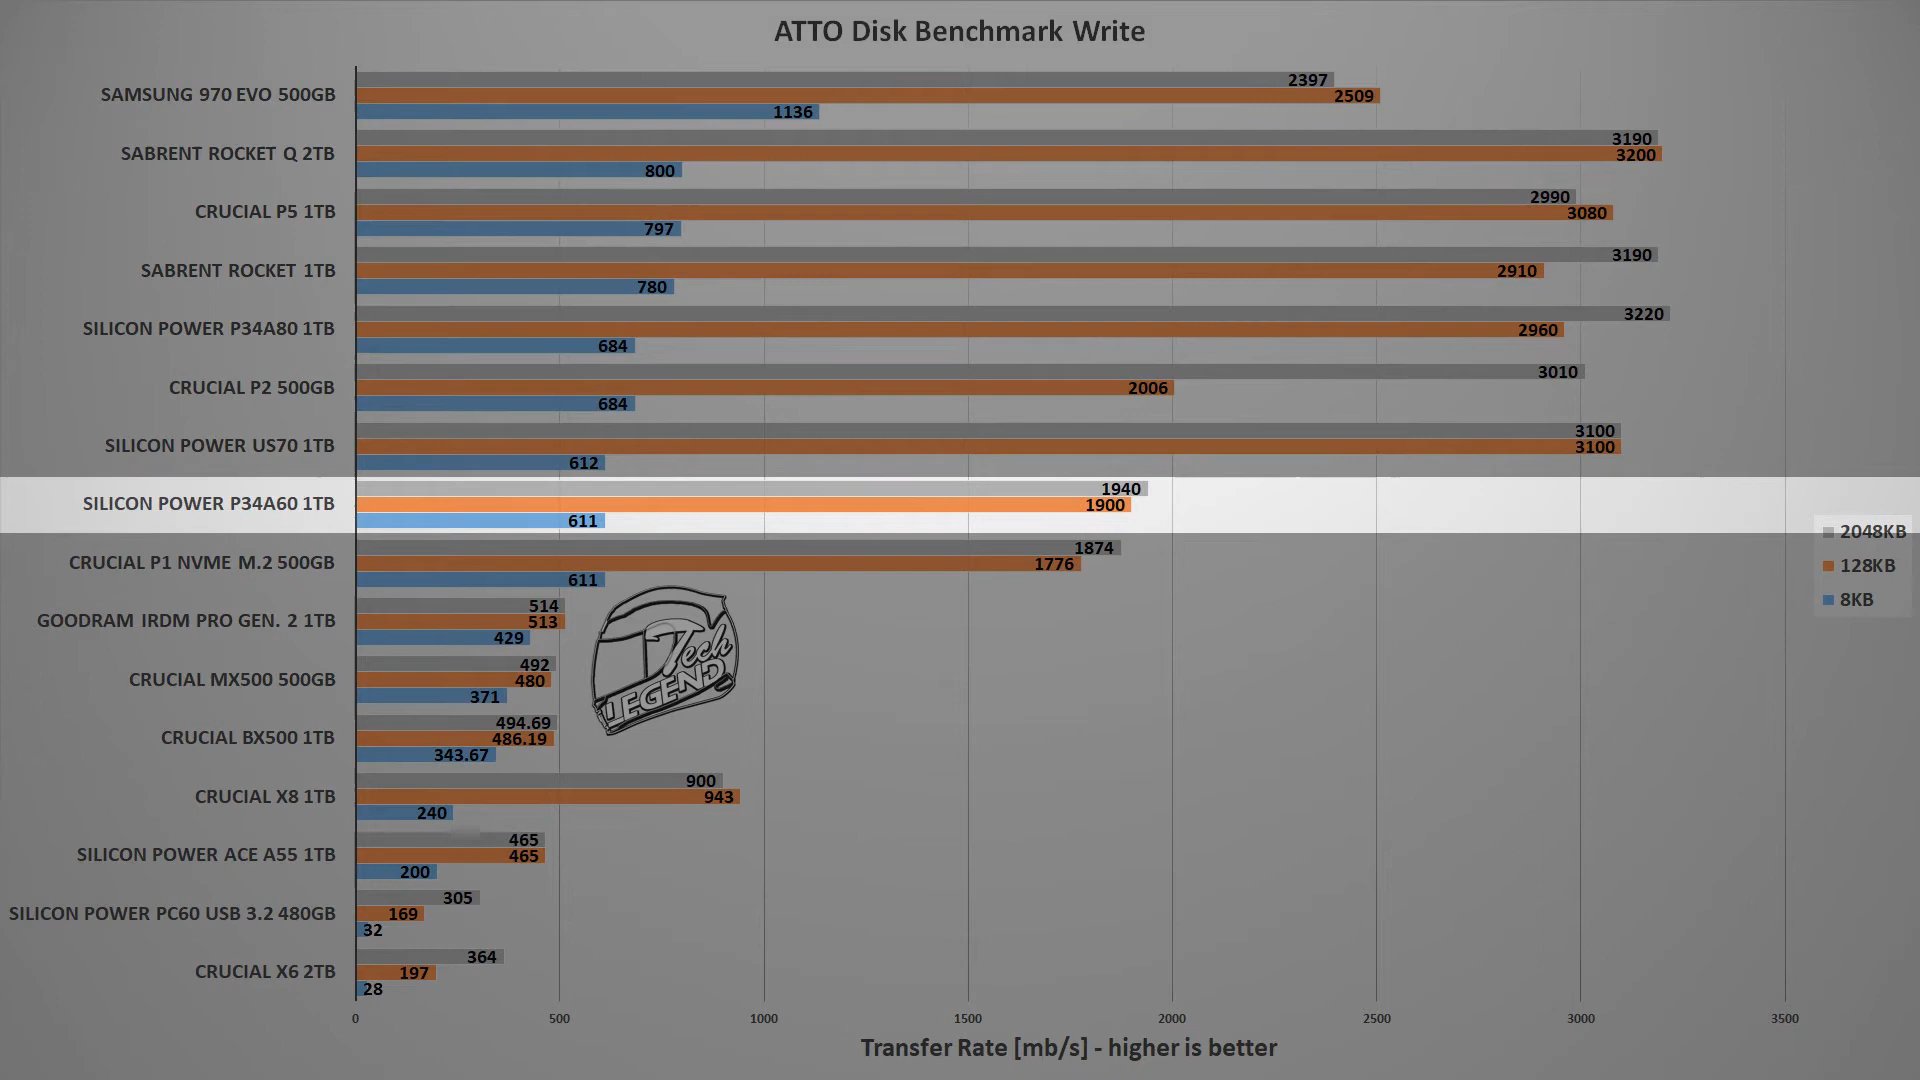 ATTO Disk Benchmark Write
SAMSUNG 970 EVO 500GB
2397
2509
1136
SABRENT ROCKET Q 2TB
3190
3200
800
CRUCIAL P5 1TB
2990
3080
797
SABRENT ROCKET 1TB
3190
2910
780
SILICON POWER P34A80 1TB
3220
2960
684
CRUCIAL P2 500GB
3010
2006
684
SILICON POWER US70 1TB
3100
3100
612
SILICON POWER P34A60 1TB
1940
1900
611
CRUCIAL P1 NVME M.2 500GB
1874
1776
611
GOODRAM IRDM PRO GEN. 2 1TB
514
513
429
CRUCIAL MX500 500GB
492
480
371
CRUCIAL BX500 1TB
494.69
486.19
343.67
CRUCIAL X8 1TB
900
943
240
SILICON POWER ACE A55 1TB
465
465
200
SILICON POWER PC60 USB 3.2 480GB
305
169
32
CRUCIAL X6 2TB
364
197
28
Tech
LEGEND
2048KB
128KB
8KB
0 500 1000 1500 2000 2500 3000 3500
Transfer Rate [mb/s] - higher is better